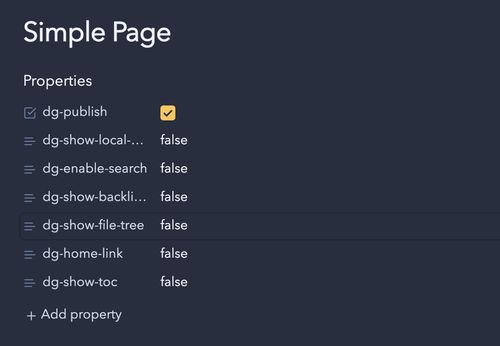 Simple Page
Properties
dg-publish
dg-show-local-... false
dg-enable-search false
dg-show-backli... false
dg-show-file-tree false
dg-home-link false
dg-show-toc false
+ Add property